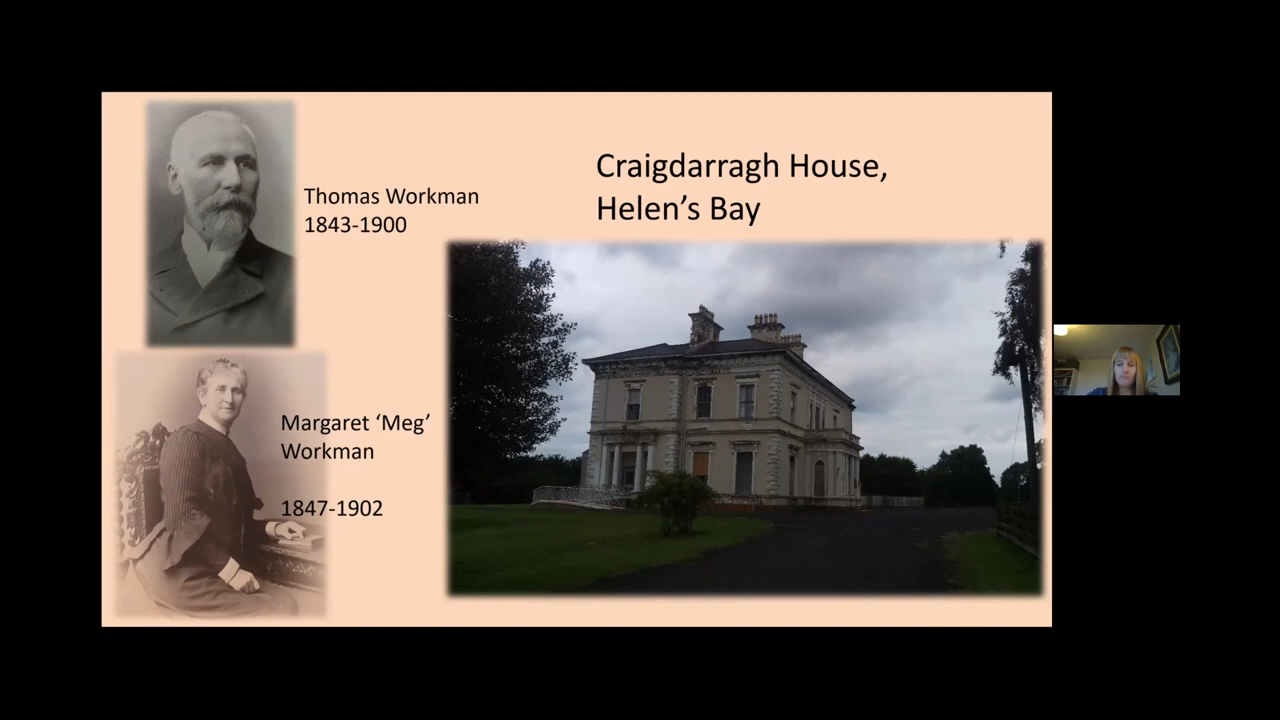 Thomas Workman
1843-1900
Craigdarragh House,
Helen’s Bay
Margaret ‘Meg’
Workman
1847-1902